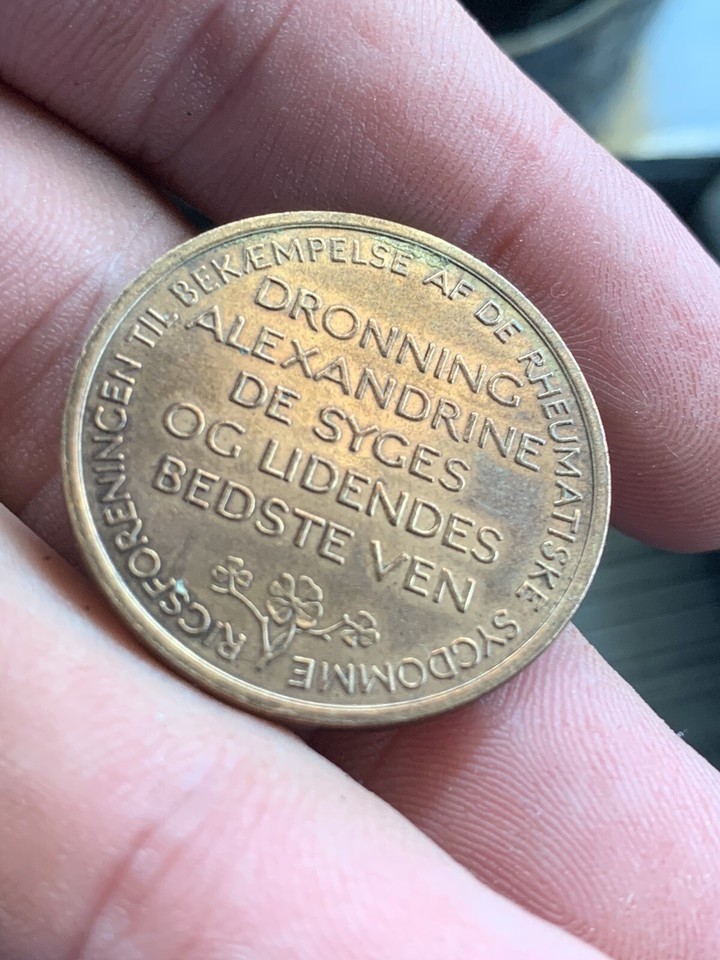 RIGSFORENINGEN TIL BEKÆMPELSE AF DE RHEUMATISKE SYGDOMME
DRONNING
ALEXANDRINE
DE SYGES
OG LIDENDES
BEDSTE VEN